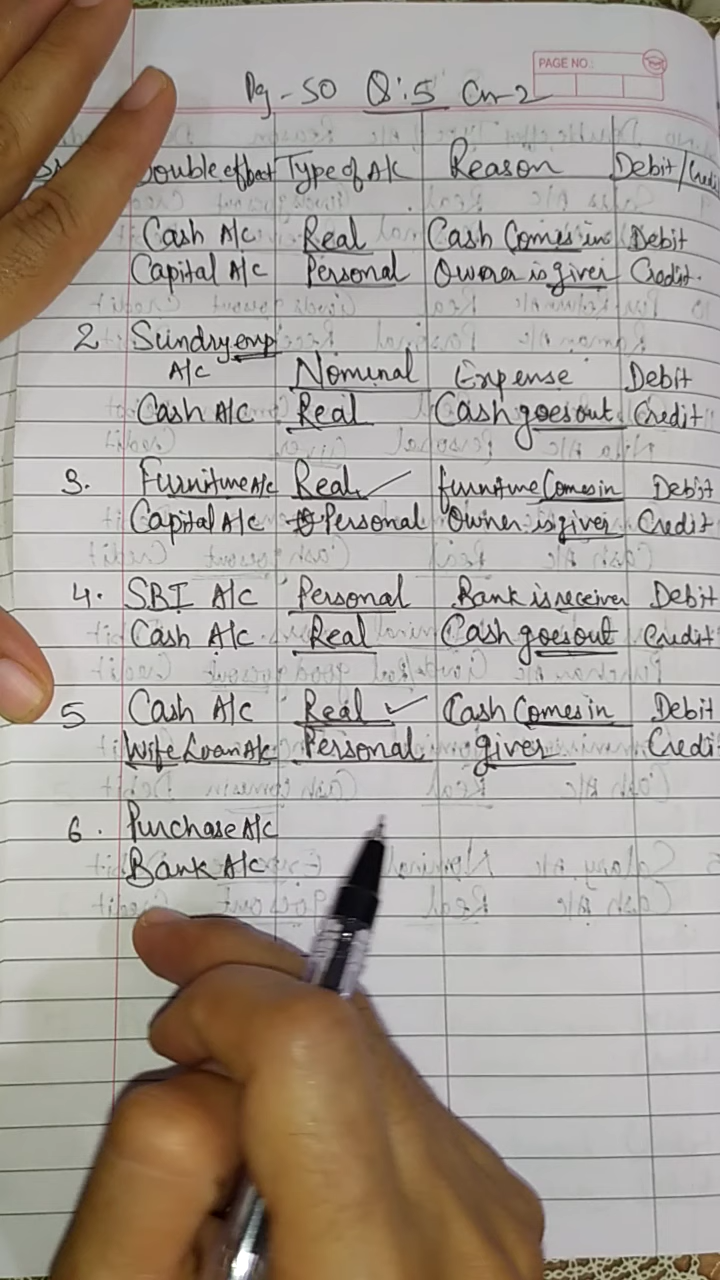 PAGE NO.:
Pg - 50 Q:5 Ch-2
Double effect Type of A/c Reason Debit/Credi
Cash A/c Real Cash Comes in Debit
Capital A/c Personal Owner is giver Credit.
2 Sundry exp
A/c Nominal Expense Debit
Cash A/c Real Cash goes out Credit
3. Furniture A/c Real ✓ furniture Comes in Debit
Capital A/c Personal Owner is giver Credit
4. SBI A/c Personal Bank is receiver Debit
Cash A/c Real Cash goes out Credit
5 Cash A/c Real ✓ Cash Comes in Debit
Wife Loan A/c Personal giver Credi
6. Purchase A/c
Bank A/c